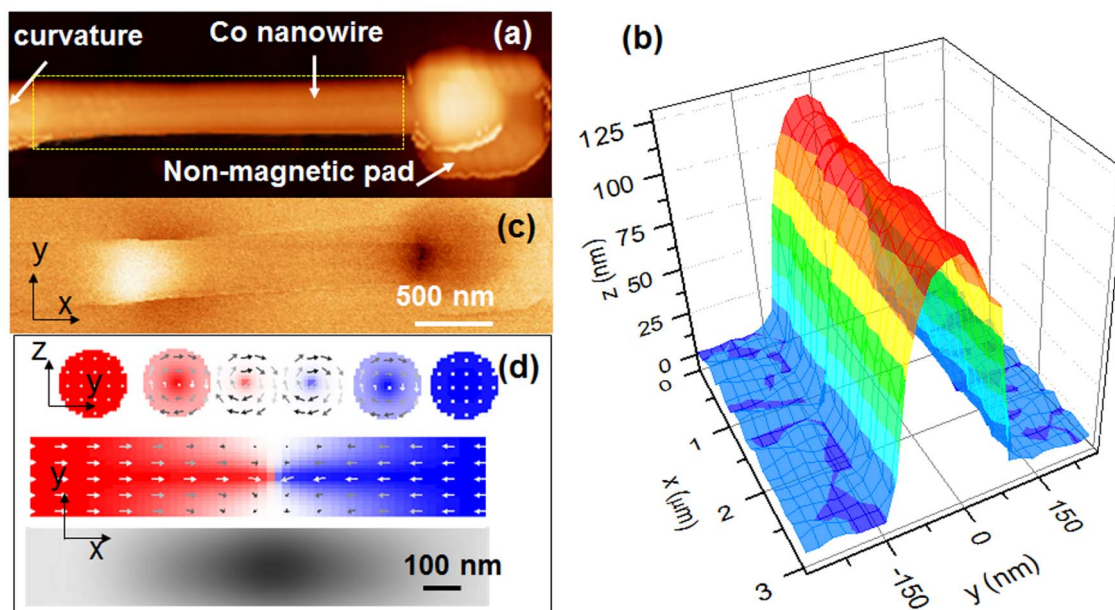 curvature
Co nanowire
(a)
Non-magnetic pad
(c)
y
x
500 nm
z
y
(d)
y
x
100 nm
(b)
125
100
75
50
25
0
z (nm)
0
1
2
3
x (μm)
-150
0
150
y (nm)